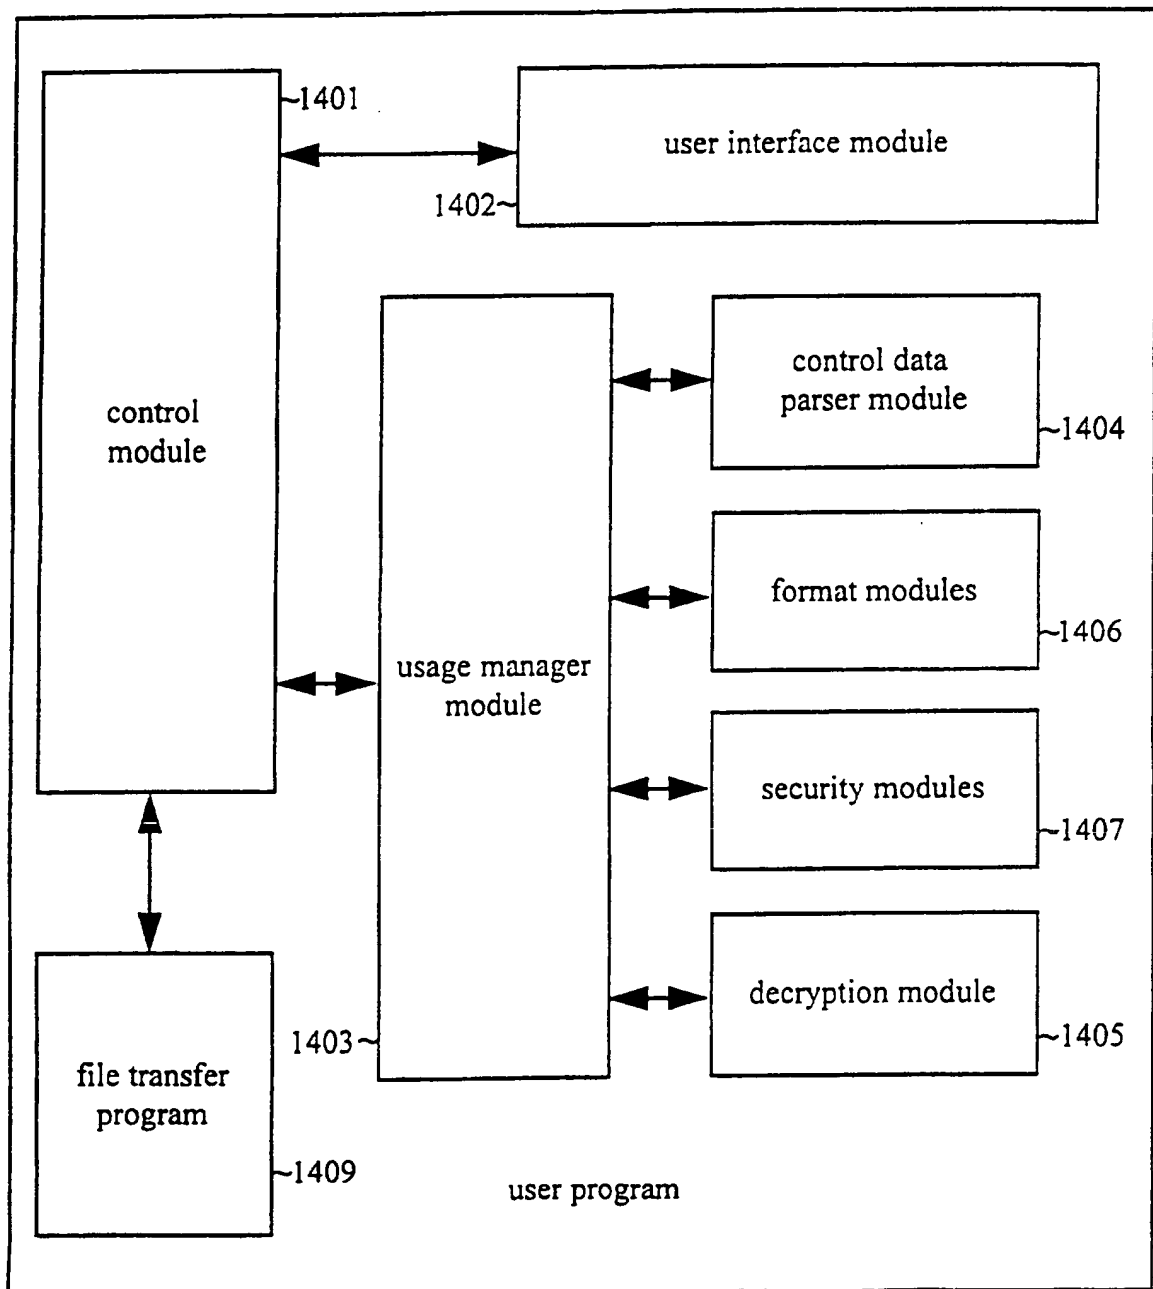 1401
user interface module
1402
control data
parser module
1404
control
module
format modules
1406
usage manager
module
security modules
1407
decryption module
1405
1403
file transfer
program
1409
user program